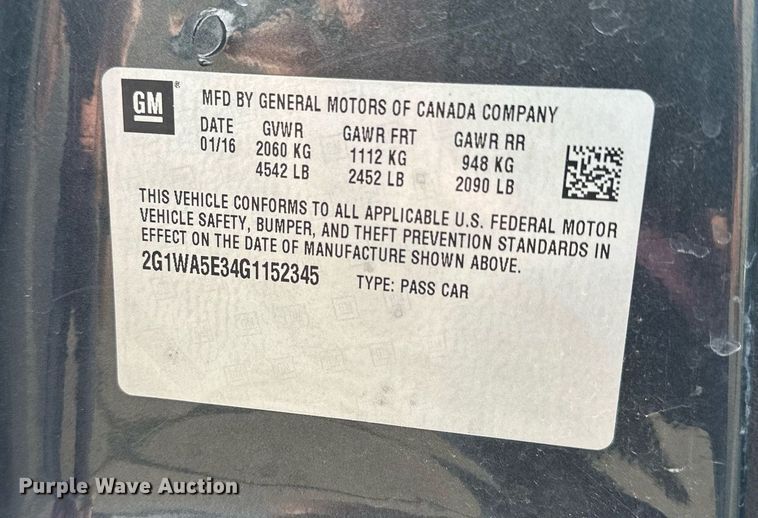 GM ®
MFD BY GENERAL MOTORS OF CANADA COMPANY
DATE GVWR GAWR FRT GAWR RR
01/16 2060 KG 1112 KG 948 KG
4542 LB 2452 LB 2090 LB
THIS VEHICLE CONFORMS TO ALL APPLICABLE U.S. FEDERAL MOTOR
VEHICLE SAFETY, BUMPER, AND THEFT PREVENTION STANDARDS IN
EFFECT ON THE DATE OF MANUFACTURE SHOWN ABOVE.
2G1WA5E34G1152345 TYPE: PASS CAR
Purple Wave Auction